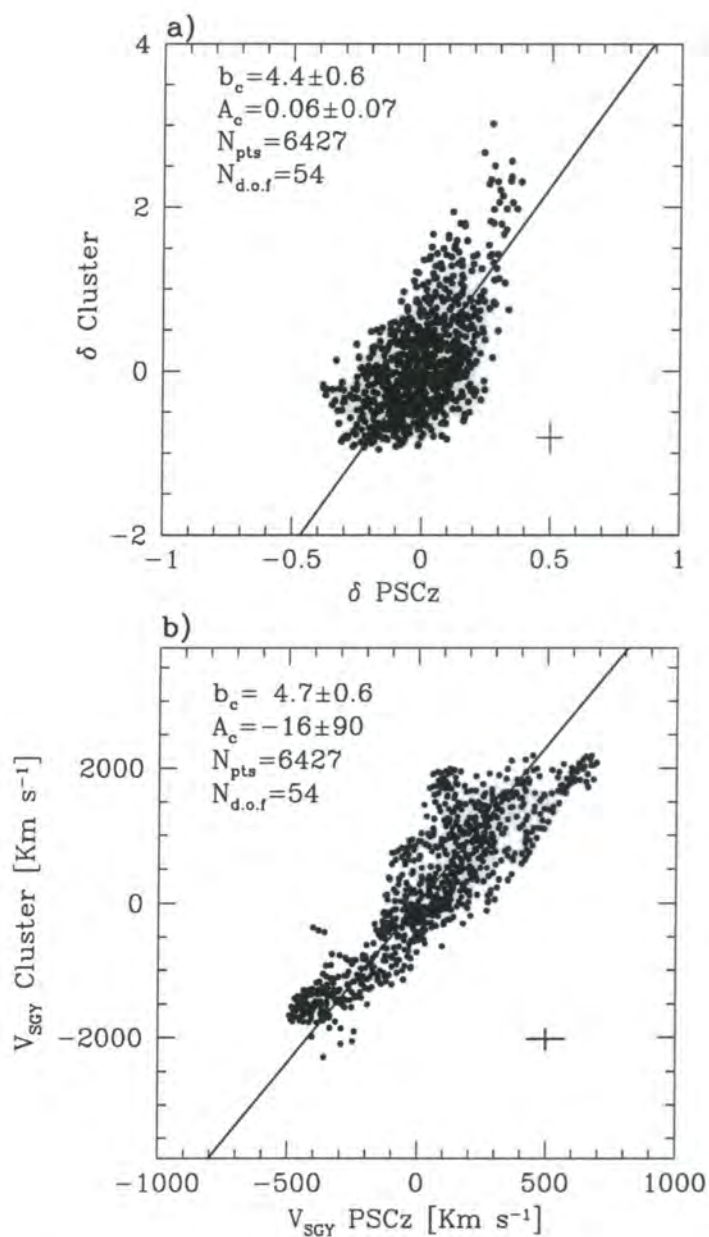 a)
b_c=4.4±0.6
A_c=0.06±0.07
N_pts=6427
N_d.o.f=54
4
2
0
-2
δ Cluster
-1 -0.5 0 0.5 1
δ PSCz
b)
b_c= 4.7±0.6
A_c=-16±90
N_pts=6427
N_d.o.f=54
2000
0
-2000
V_SGY Cluster [Km s⁻¹]
-1000 -500 0 500 1000
V_SGY PSCz [Km s⁻¹]